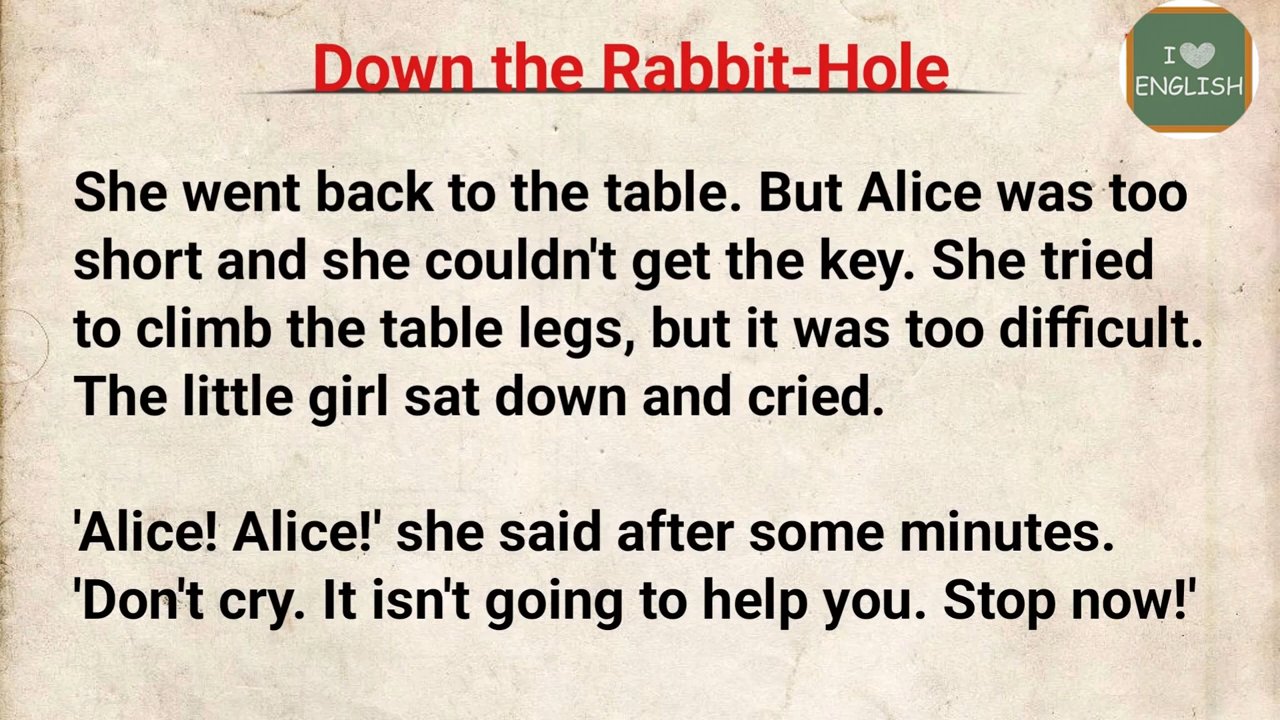 Down the Rabbit-Hole
I
ENGLISH
She went back to the table. But Alice was too
short and she couldn't get the key. She tried
to climb the table legs, but it was too difficult.
The little girl sat down and cried.
'Alice! Alice!' she said after some minutes.
'Don't cry. It isn't going to help you. Stop now!'